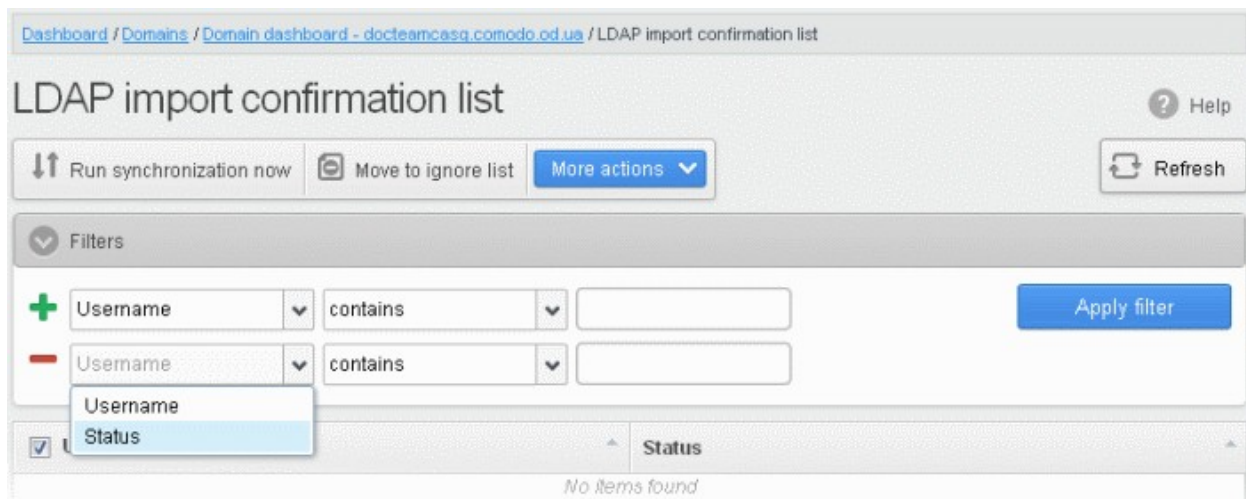 Dashboard / Domains / Domain dashboard - docteamcasg.comodo.od.ua / LDAP import confirmation list
LDAP import confirmation list
Help
Run synchronization now
Move to ignore list
More actions
Refresh
Filters
Username
contains
Apply filter
Username
contains
Username
Status
U
Status
No items found